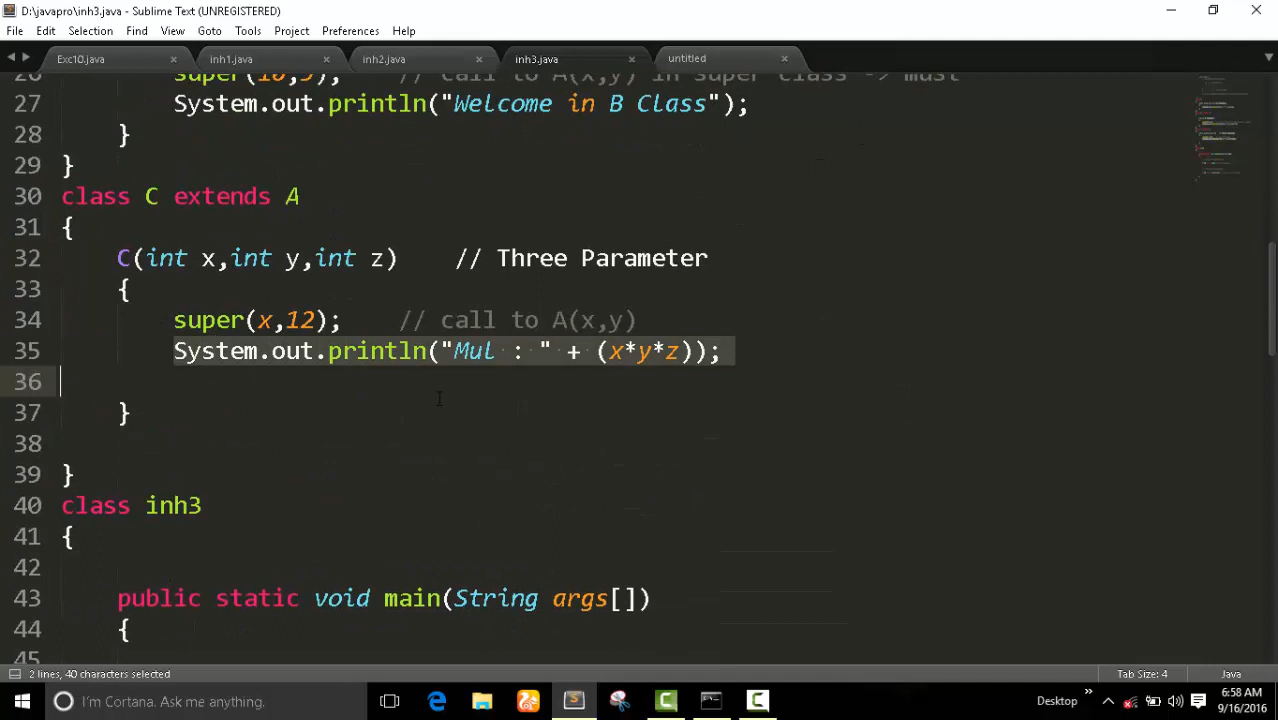 D:\javapro\inh3.java - Sublime Text (UNREGISTERED)
File Edit Selection Find View Goto Tools Project Preferences Help
Exc10.java inh1.java inh2.java inh3.java untitled
26 super(10,5); // call to A(x,y) in super class -> must
27 System.out.println("Welcome in B Class");
28 }
29 }
30 class C extends A
31 {
32 C(int x,int y,int z) // Three Parameter
33 {
34 super(x,12); // call to A(x,y)
35 System.out.println("Mul : " + (x*y*z));
36
37 }
38
39 }
40 class inh3
41 {
42
43 public static void main(String args[])
44 {
45
2 lines, 40 characters selected Tab Size: 4 Java
I'm Cortana. Ask me anything. Desktop 6:58 AM
9/16/2016